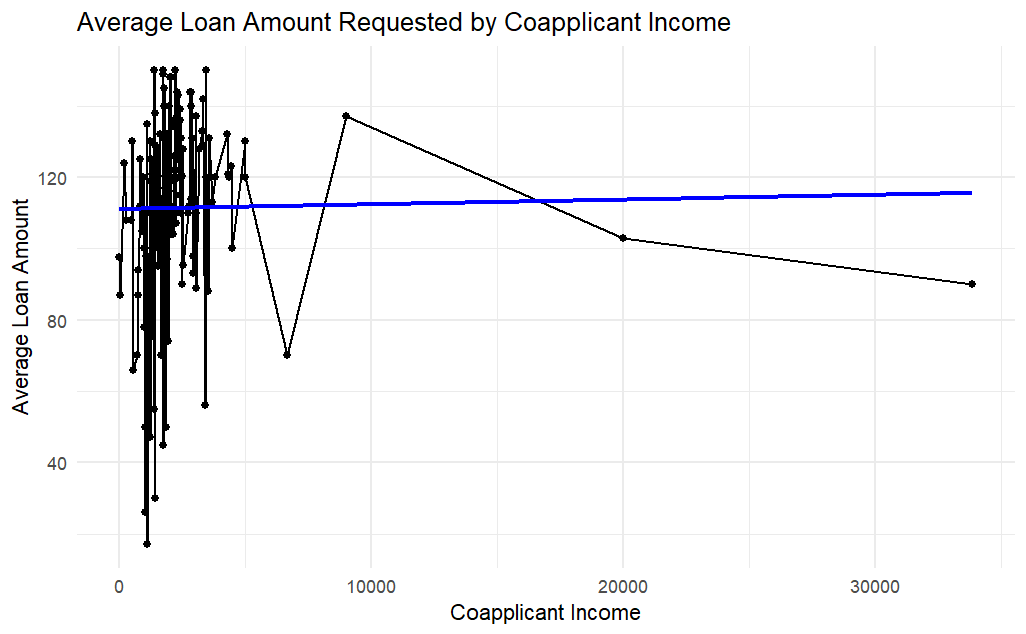 Average Loan Amount Requested by Coapplicant Income
Average Loan Amount
120
80
40
0
10000
20000
30000
Coapplicant Income